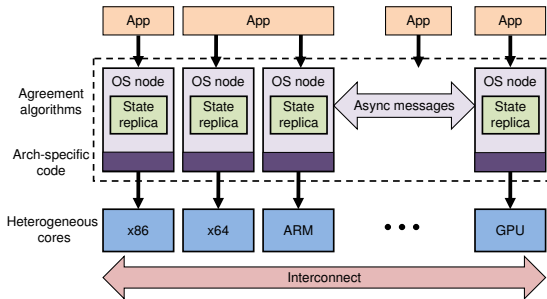 App
App
App
App
Agreement
algorithms
OS node
OS node
OS node
OS node
State
replica
State
replica
State
replica
Async messages
State
replica
Arch-specific
code
Heterogeneous
cores
x86
x64
ARM
•••
GPU
Interconnect